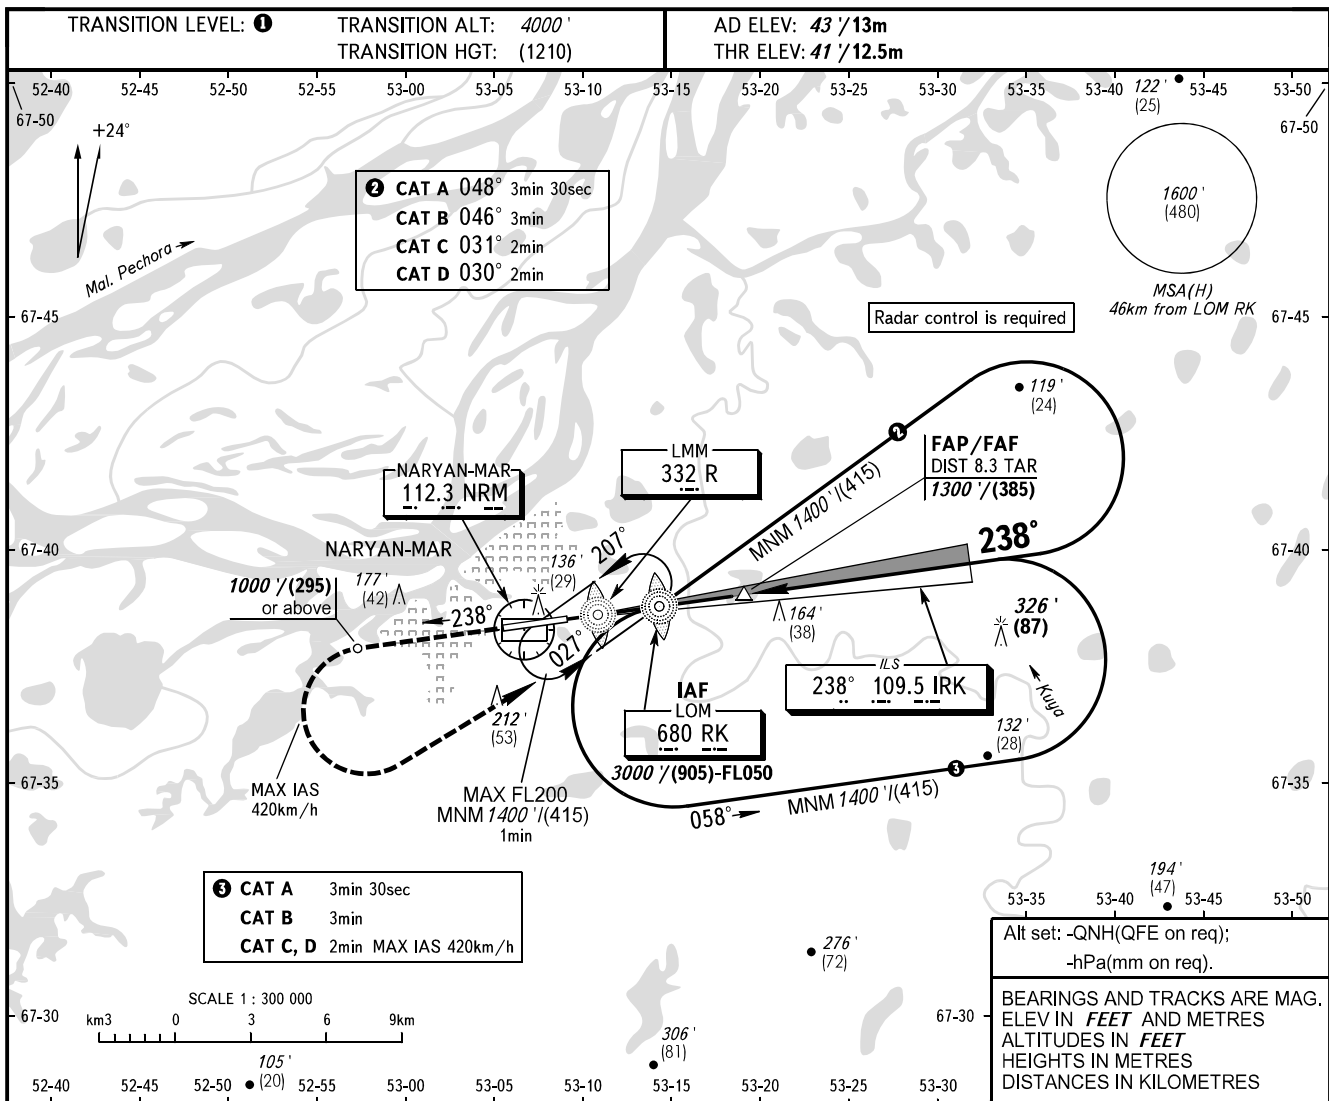 TRANSITION LEVEL: ❶
TRANSITION ALT: 4000 '
TRANSITION HGT: (1210)
AD ELEV: 43 '/13m
THR ELEV: 41 '/12.5m
52-40 52-45 52-50 52-55 53-00 53-05 53-10 53-15 53-20 53-25 53-30 53-35 53-40 53-45 53-50
122 '
(25)
67-50 67-50
+24°
❷ CAT A 048° 3min 30sec
CAT B 046° 3min
CAT C 031° 2min
CAT D 030° 2min
1600 '
(480)
MSA(H)
46km from LOM RK
Mal. Pechora
67-45 67-45
Radar control is required
119 '
(24)
❷
MNM 1400 '/(415)
FAP/FAF
DIST 8.3 TAR
1300 '/(385)
LMM
332 R
NARYAN-MAR
112.3 NRM
NARYAN-MAR
67-40 67-40
207°
238°
136 '
(29)
177 '
(42)
1000 '/(295)
or above
238°
027°
164 '
(38)
326 '
(87)
ILS
238° 109.5 IRK
Kuya
IAF
LOM
680 RK
3000 '/(905)-FL050
212 '
(53)
132 '
(28)
❸
67-35 67-35
MAX IAS
420km/h
MAX FL200
MNM 1400 '/(415)
1min
058° MNM 1400 '/(415)
❸ CAT A 3min 30sec
CAT B 3min
CAT C, D 2min MAX IAS 420km/h
194 '
(47)
53-35 53-40 53-45 53-50
276 '
(72)
Alt set: -QNH(QFE on req);
-hPa(mm on req).
SCALE 1 : 300 000
km3 0 3 6 9km
67-30 67-30
BEARINGS AND TRACKS ARE MAG.
ELEV IN FEET AND METRES
ALTITUDES IN FEET
HEIGHTS IN METRES
DISTANCES IN KILOMETRES
306 '
(81)
105 '
(20)
52-40 52-45 52-50 52-55 53-00 53-05 53-10 53-15 53-20 53-25 53-30